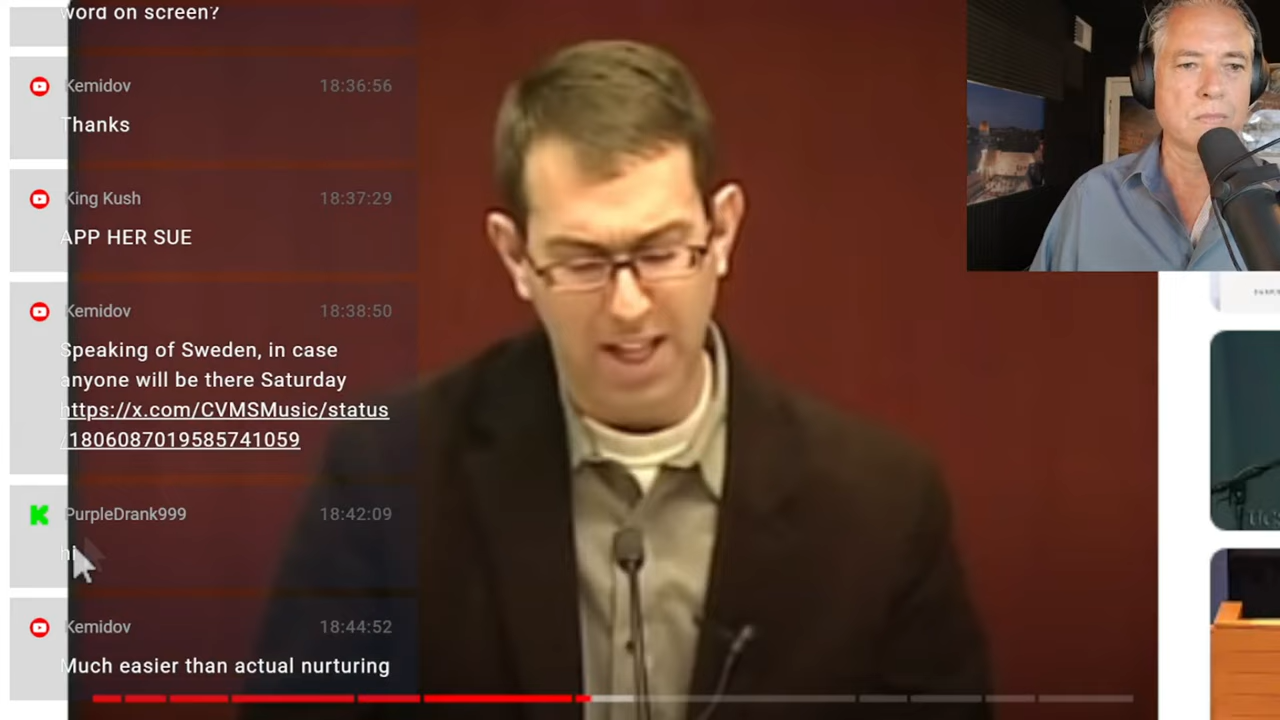 word on screen?
Kemidov 18:36:56
Thanks
King Kush 18:37:29
APP HER SUE
Kemidov 18:38:50
Speaking of Sweden, in case
anyone will be there Saturday
https://x.com/CVMSMusic/status
/1806087019585741059
PurpleDrank999 18:42:09
hi
Kemidov 18:44:52
Much easier than actual nurturing